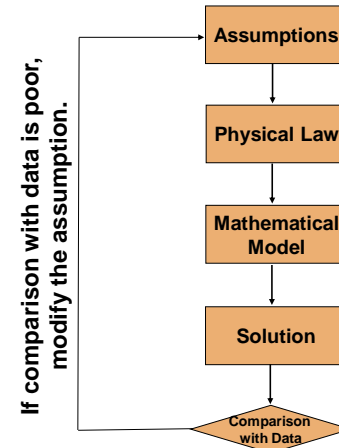 Assumptions
Physical Law
Mathematical
Model
Solution
Comparison
with Data
If comparison with data is poor,
modify the assumption.